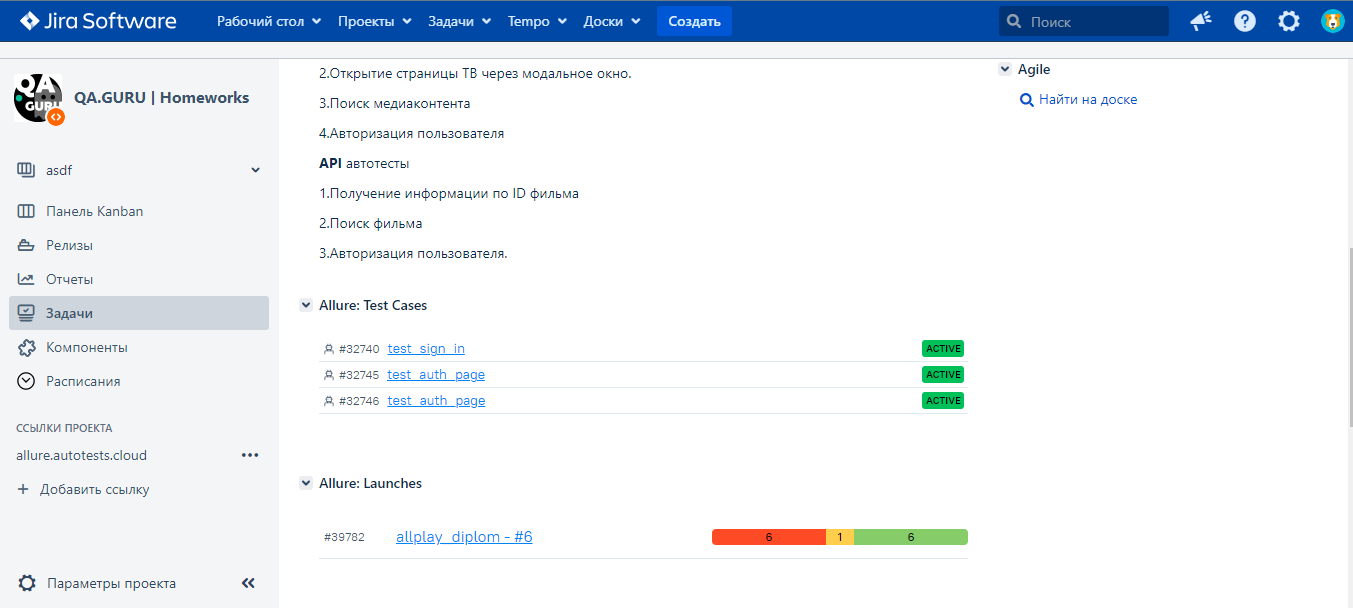 Jira Software Рабочий стол Проекты Задачи Tempo Доски Создать Поиск
QA.GURU | Homeworks
asdf
Панель Kanban
Релизы
Отчеты
Задачи
Компоненты
Расписания
ССЫЛКИ ПРОЕКТА
allure.autotests.cloud
Добавить ссылку
Параметры проекта
2.Открытие страницы ТВ через модальное окно.
3.Поиск медиаконтента
4.Авторизация пользователя
API автотесты
1.Получение информации по ID фильма
2.Поиск фильма
3.Авторизация пользователя.
Allure: Test Cases
#32740 test_sign_in ACTIVE
#32745 test_auth_page ACTIVE
#32746 test_auth_page ACTIVE
Allure: Launches
#39782 allplay_diplom - #6 6 1 6
Agile
Найти на доске